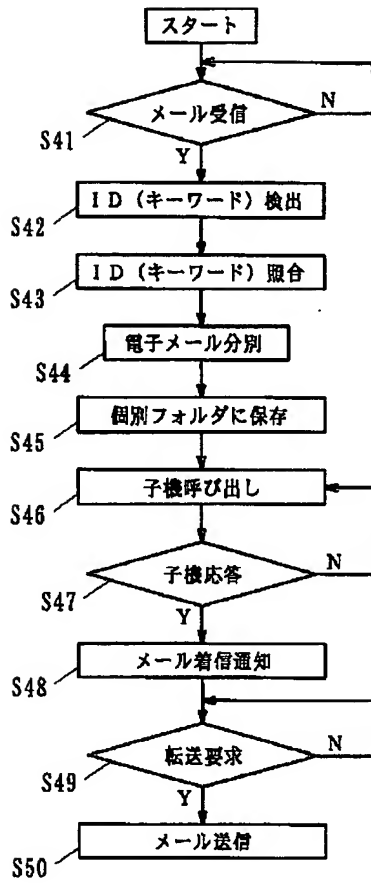 スタート
メール受信
N
S41
Y
ID(キーワード)検出
S42
ID(キーワード)照合
S43
電子メール分別
S44
個別フォルダに保存
S45
子機呼び出し
S46
子機応答
N
S47
Y
メール着信通知
S48
転送要求
N
S49
Y
メール送信
S50